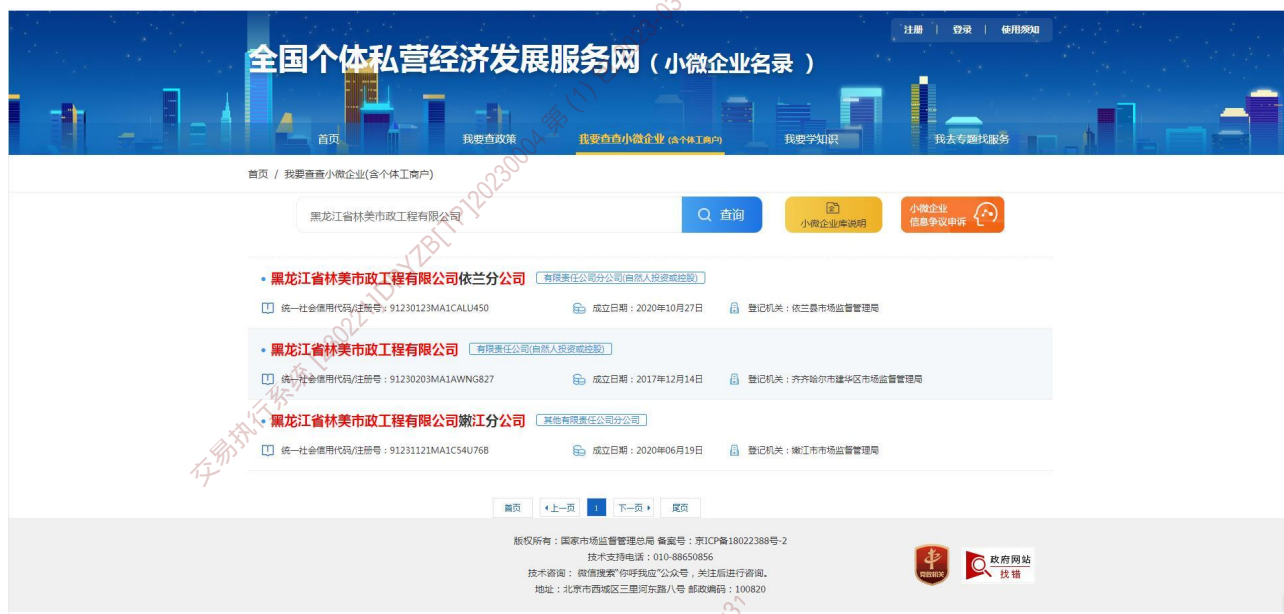 注册 | 登录 | 使用须知
全国个体私营经济发展服务网（小微企业名录 ）
首页 我要查政策 我要查查小微企业 (含个体工商户) 我要学知识 我去专题找服务
首页 / 我要查查小微企业(含个体工商户)
黑龙江省林美市政工程有限公司 查询 小微企业库说明 小微企业
信息争议申诉
• 黑龙江省林美市政工程有限公司依兰分公司 有限责任公司分公司(自然人投资或控股)
统一社会信用代码/注册号：91230123MA1CALU450 成立日期：2020年10月27日 登记机关：依兰县市场监督管理局
• 黑龙江省林美市政工程有限公司 有限责任公司(自然人投资或控股)
统一社会信用代码/注册号：91230203MA1AWNG827 成立日期：2017年12月14日 登记机关：齐齐哈尔市建华区市场监督管理局
• 黑龙江省林美市政工程有限公司嫩江分公司 其他有限责任公司分公司
统一社会信用代码/注册号：91231121MA1C54U76B 成立日期：2020年06月19日 登记机关：嫩江市市场监督管理局
首页 上一页 1 下一页 尾页
版权所有：国家市场监督管理总局 备案号：京ICP备18022388号-2
技术支持电话：010-88650856
技术咨询： 微信搜索"你呼我应"公众号，关注后进行咨询。
地址：北京市西城区三里河东路八号 邮政编码：100820
党政机关
政府网站
找错
交易执行系统